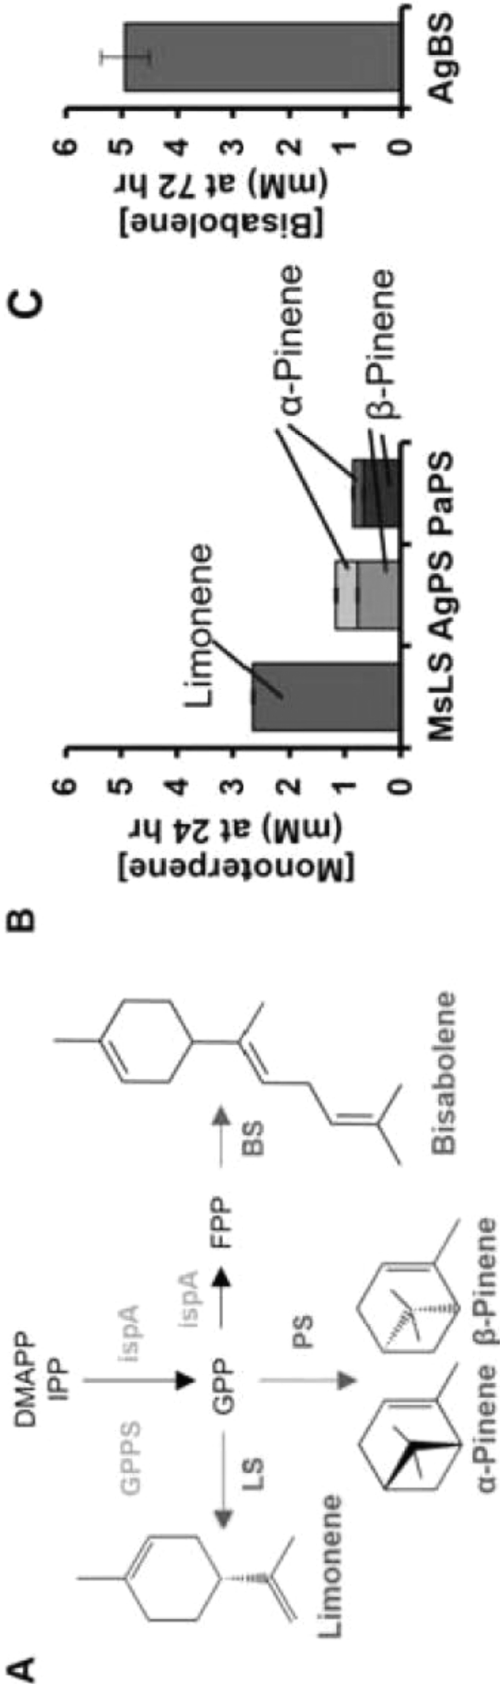 A
DMAPP
IPP
GPPS
ispA
ispA
GPP
FPP
LS
BS
PS
Limonene
α-Pinene
β-Pinene
Bisabolene
B
[Monoterpene]
(mM) at 24 hr
6
5
4
3
2
1
0
Limonene
α-Pinene
β-Pinene
MsLS AgPS PaPS
C
[Bisabolene]
(mM) at 72 hr
6
5
4
3
2
1
0
AgBS